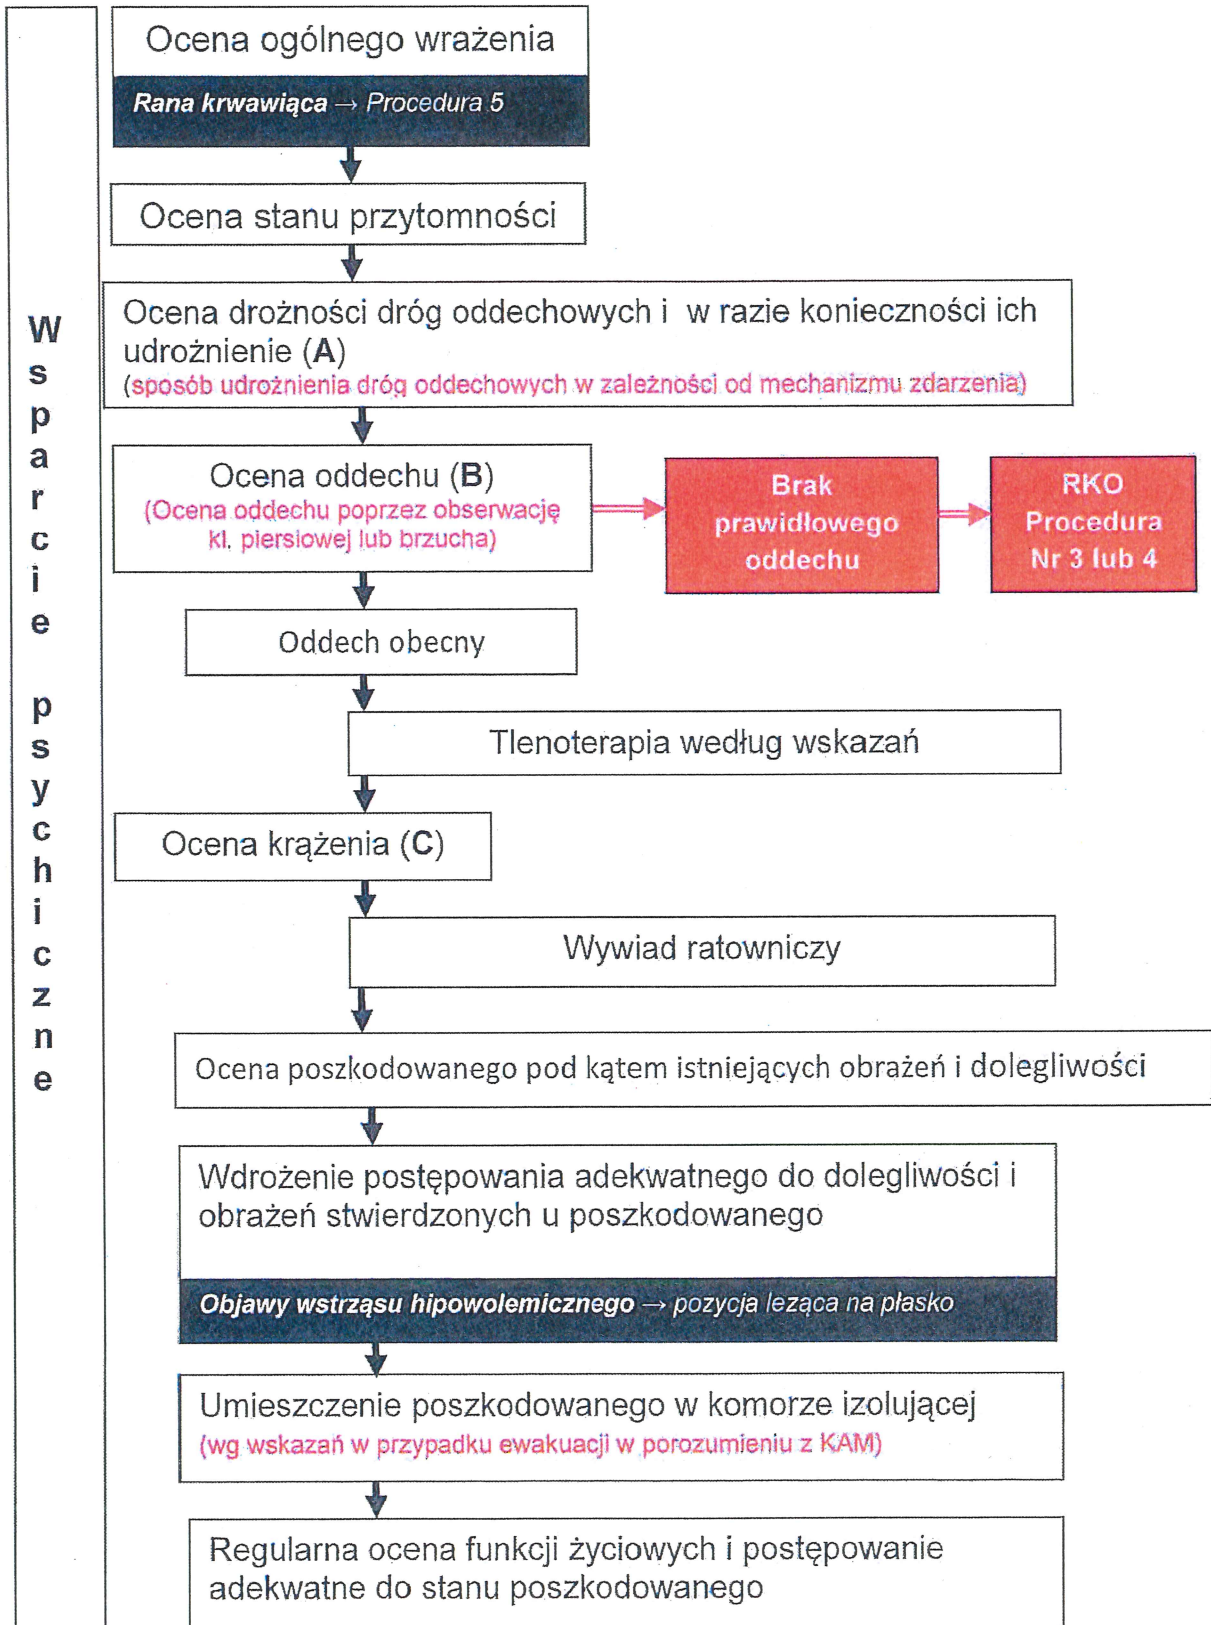 Wsparcie psychiczne
Ocena ogólnego wrażenia
Rana krwawiąca → Procedura 5
Ocena stanu przytomności
Ocena drożności dróg oddechowych i w razie konieczności ich
udrożnienie (A)
(sposób udrożnienia dróg oddechowych w zależności od mechanizmu zdarzenia)
Ocena oddechu (B)
(Ocena oddechu poprzez obserwację
kl. piersiowej lub brzucha)
Brak
prawidłowego
oddechu
RKO
Procedura
Nr 3 lub 4
Oddech obecny
Tlenoterapia według wskazań
Ocena krążenia (C)
Wywiad ratowniczy
Ocena poszkodowanego pod kątem istniejących obrażeń i dolegliwości
Wdrożenie postępowania adekwatnego do dolegliwości i
obrażeń stwierdzonych u poszkodowanego
Objawy wstrząsu hipowolemicznego → pozycja leząca na płasko
Umieszczenie poszkodowanego w komorze izolującej
(wg wskazań w przypadku ewakuacji w porozumieniu z KAM)
Regularna ocena funkcji życiowych i postępowanie
adekwatne do stanu poszkodowanego